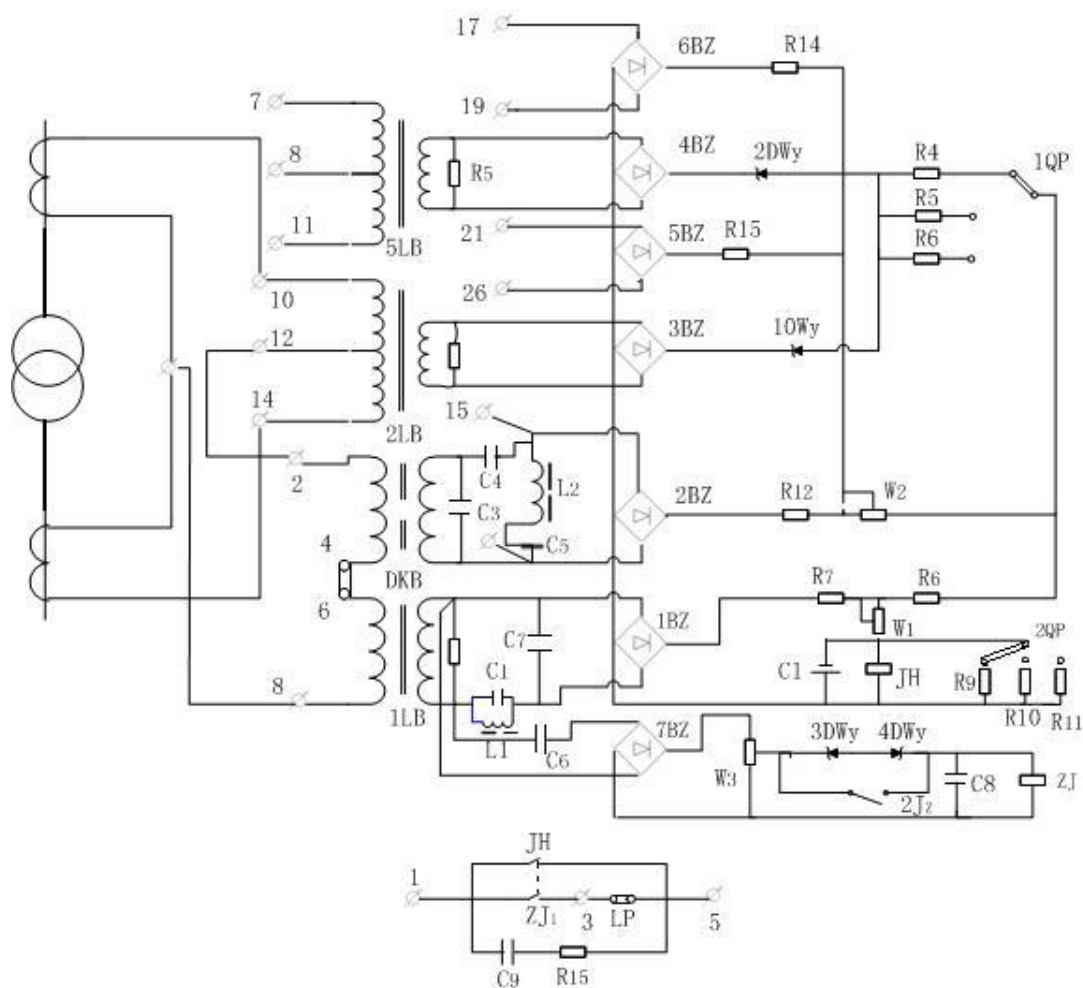 17
6BZ
R14
7
19
8
4BZ
2DWy
R4
1QP
R5
R5
11
21
5BZ
R15
R6
5LB
10
26
12
3BZ
10Wy
14
15
2LB
C4
L2
2BZ
R12
W2
2
C3
C5
4
DKB
R7
R6
6
C7
1BZ
W1
2QP
C1
C1
JH
R9
8
1LB
R10
R11
L1
7BZ
3DWy
4DWy
C6
W3
C8
ZJ
2J2
JH
1
ZJ1
3
LP
5
C9
R15